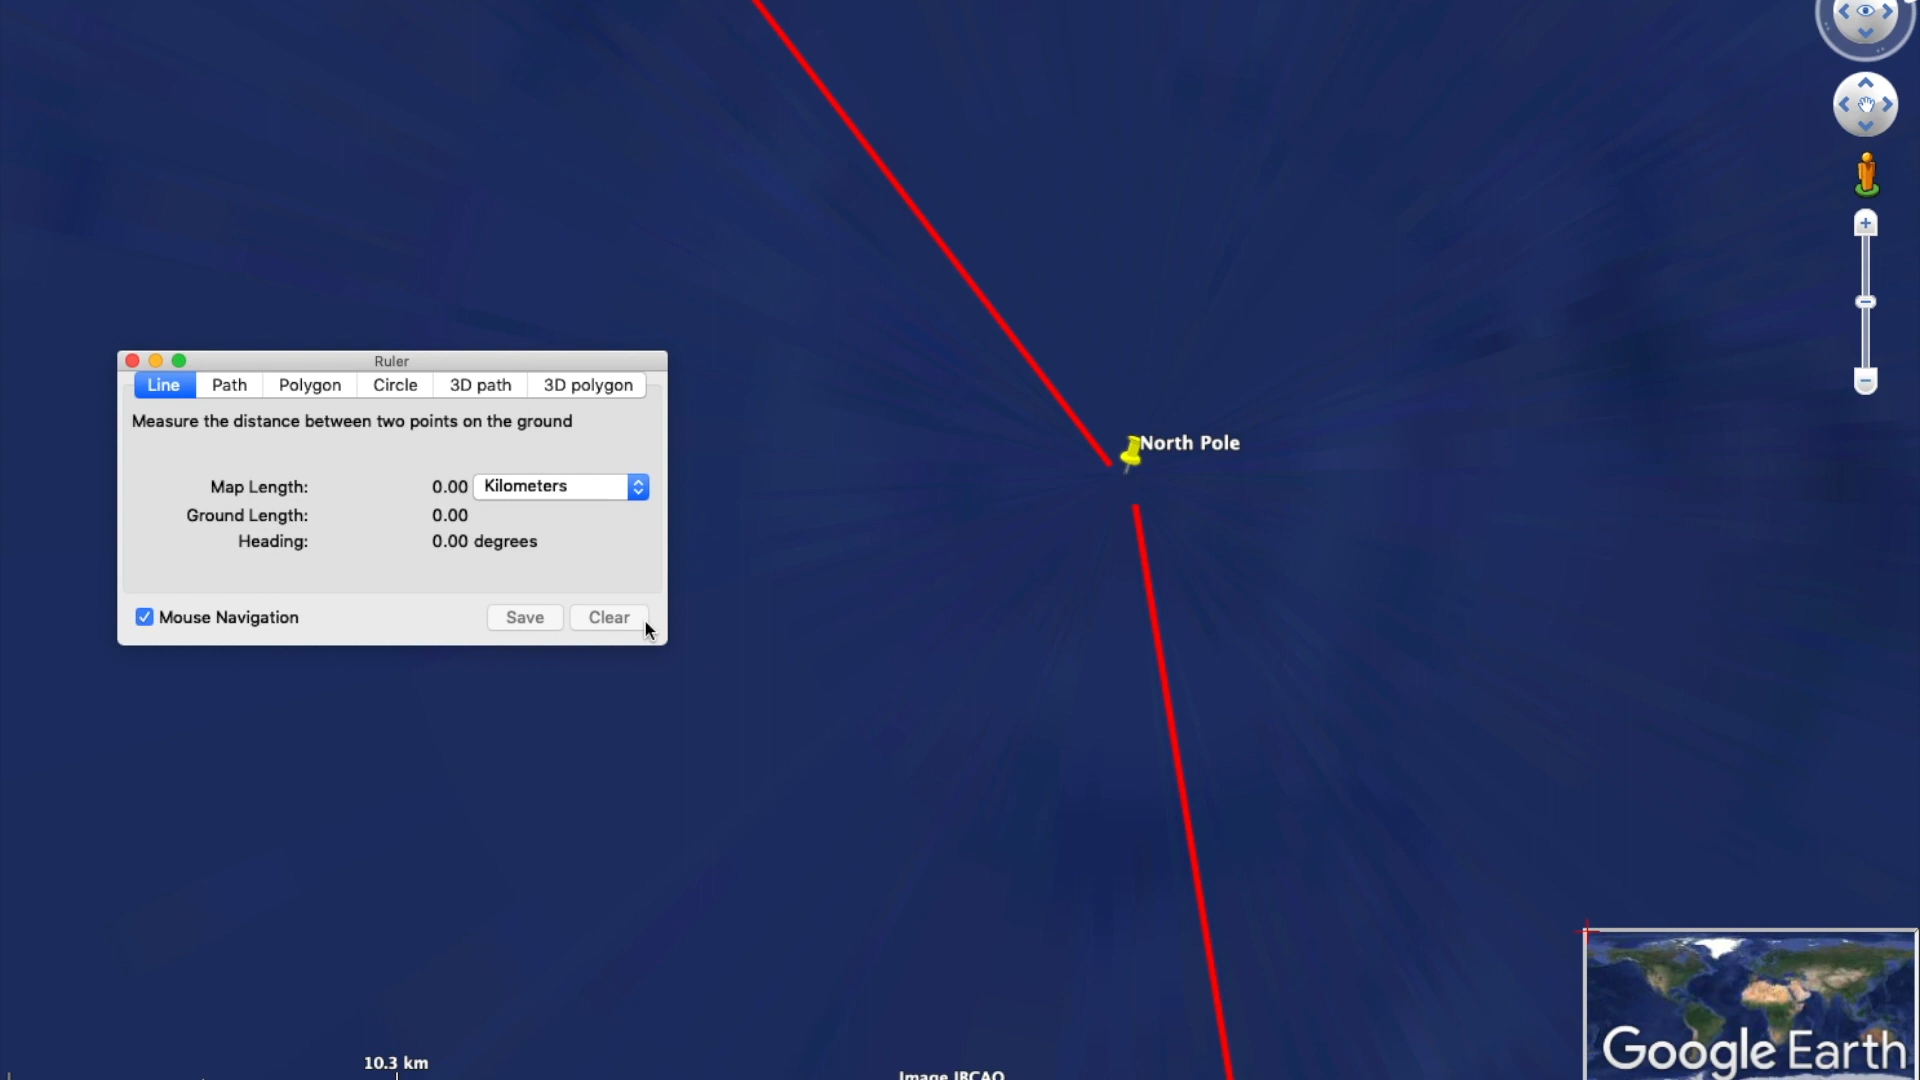 North Pole
Ruler
Line Path Polygon Circle 3D path 3D polygon
Measure the distance between two points on the ground
Map Length: 0.00 Kilometers
Ground Length: 0.00
Heading: 0.00 degrees
Mouse Navigation Save Clear
10.3 km
Image IBCAO
Google Earth